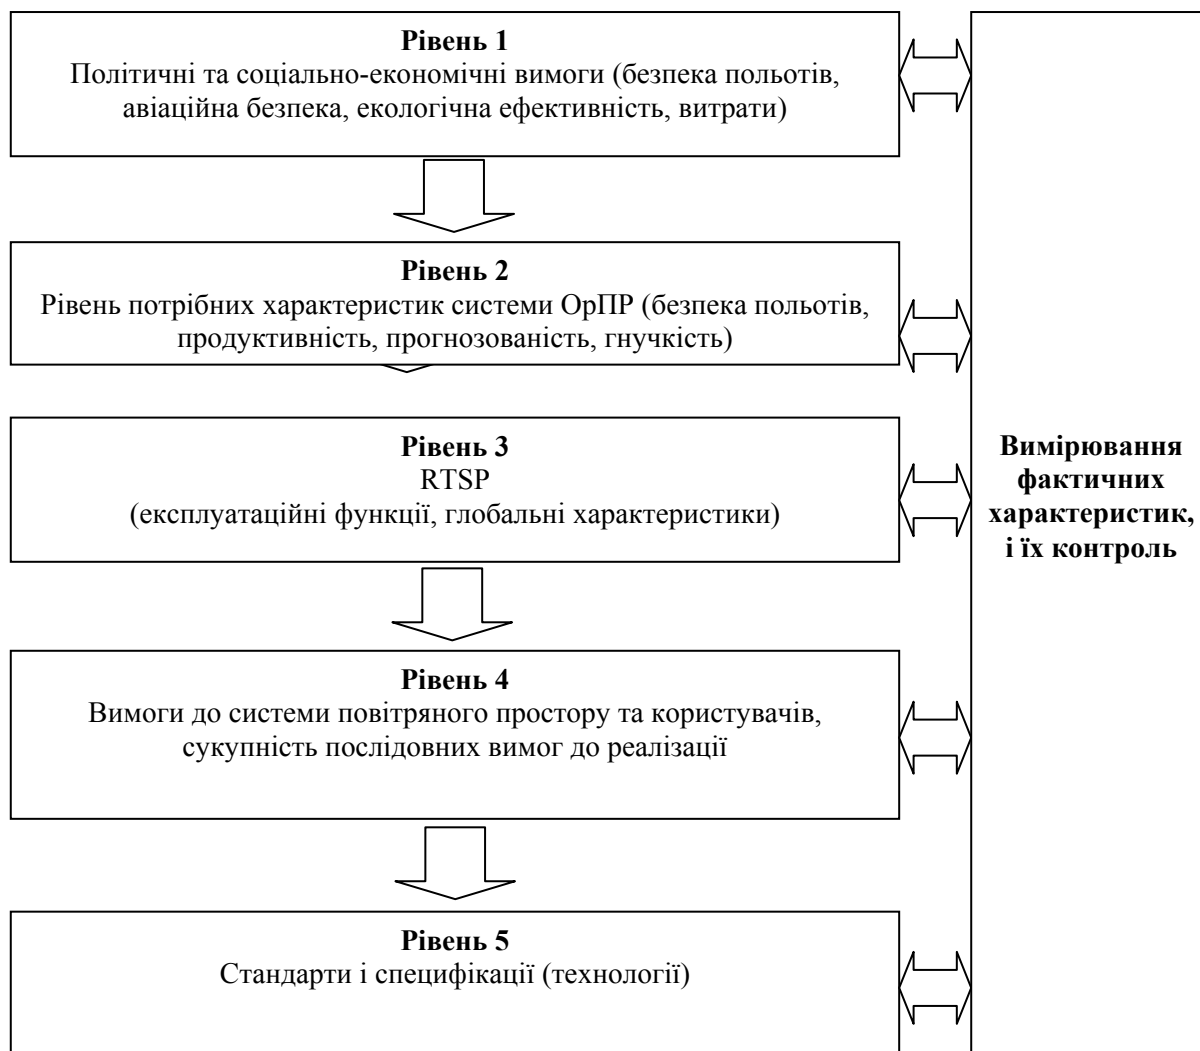 Рівень 1
Політичні та соціально-економічні вимоги (безпека польотів,
авіаційна безпека, екологічна ефективність, витрати)
Рівень 2
Рівень потрібних характеристик системи ОрПР (безпека польотів,
продуктивність, прогнозованість, гнучкість)
Рівень 3
RTSP
(експлуатаційні функції, глобальні характеристики)
Рівень 4
Вимоги до системи повітряного простору та користувачів,
сукупність послідовних вимог до реалізації
Рівень 5
Стандарти і специфікації (технології)
Вимірювання
фактичних
характеристик,
і їх контроль